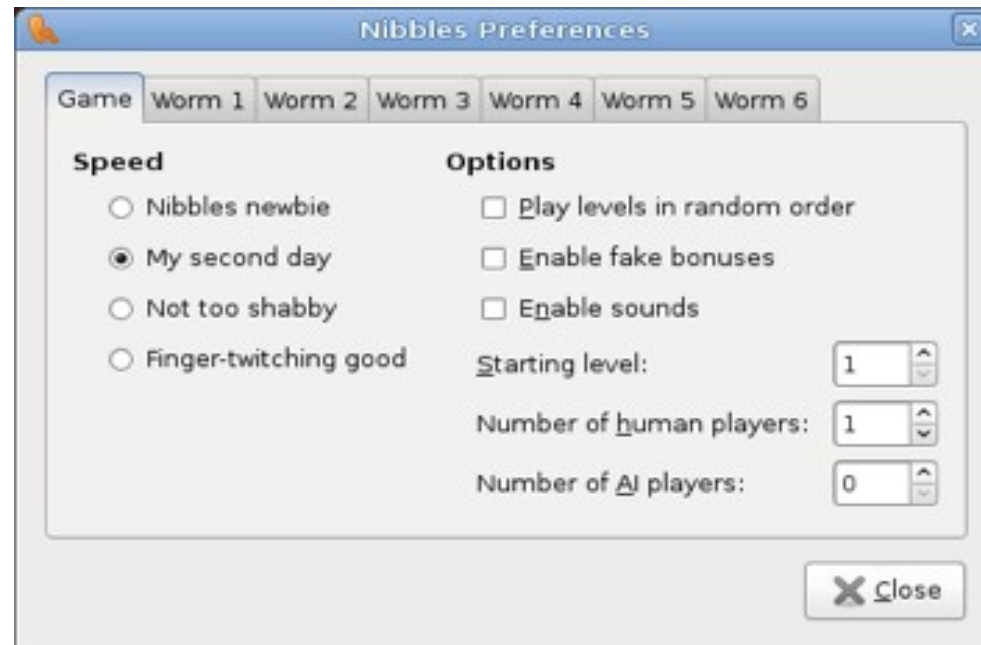 Nibbles Preferences
Game Worm 1 Worm 2 Worm 3 Worm 4 Worm 5 Worm 6
Speed
Nibbles newbie
My second day
Not too shabby
Finger-twitching good
Options
Play levels in random order
Enable fake bonuses
Enable sounds
Starting level: 1
Number of human players: 1
Number of AI players: 0
Close